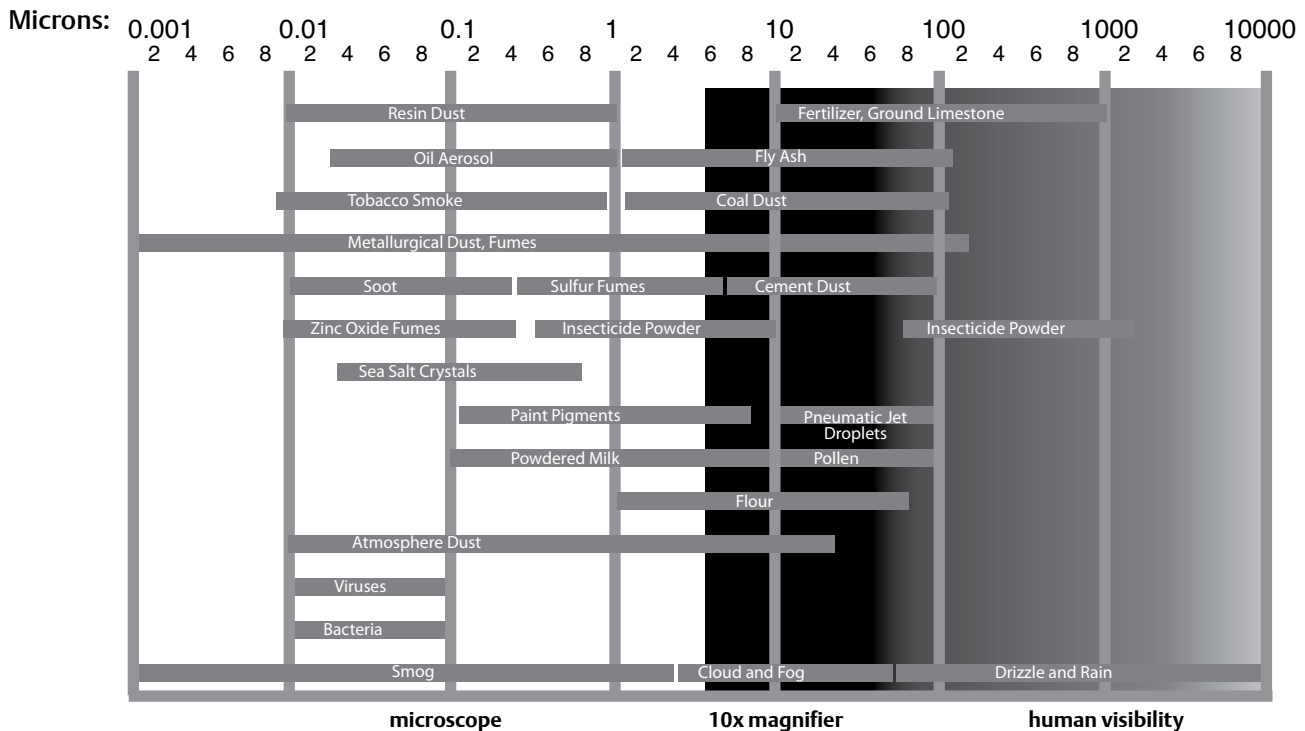 Microns: 0.001 0.01 0.1 1 10 100 1000 10000
2 4 6 8 2 4 6 8 2 4 6 8 2 4 6 8 2 4 6 8 2 4 6 8 2 4 6 8
Resin Dust Fertilizer, Ground Limestone
Oil Aerosol Fly Ash
Tobacco Smoke Coal Dust
Metallurgical Dust, Fumes
Soot Sulfur Fumes Cement Dust
Zinc Oxide Fumes Insecticide Powder Insecticide Powder
Sea Salt Crystals
Paint Pigments Pneumatic Jet
Droplets
Powdered Milk Pollen
Flour
Atmosphere Dust
Viruses
Bacteria
Smog Cloud and Fog Drizzle and Rain
microscope 10x magnifier human visibility